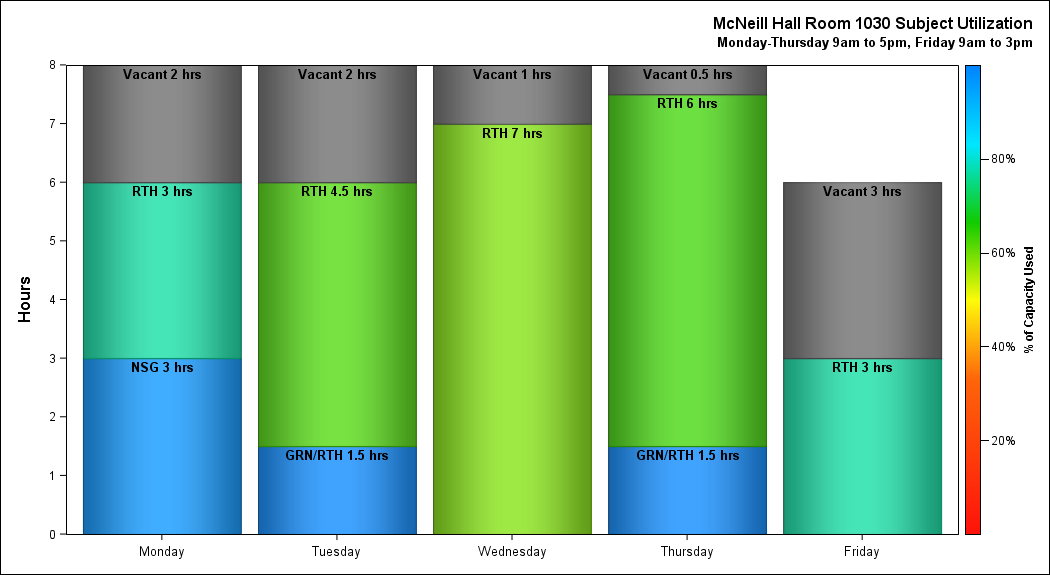 McNeill Hall Room 1030 Subject Utilization
Monday-Thursday 9am to 5pm, Friday 9am to 3pm
Hours
8
7
6
5
4
3
2
1
0
Vacant 2 hrs
RTH 3 hrs
NSG 3 hrs
Vacant 2 hrs
RTH 4.5 hrs
GRN/RTH 1.5 hrs
Vacant 1 hrs
RTH 7 hrs
Vacant 0.5 hrs
RTH 6 hrs
GRN/RTH 1.5 hrs
Vacant 3 hrs
RTH 3 hrs
Monday
Tuesday
Wednesday
Thursday
Friday
80%
60%
40%
20%
% of Capacity Used